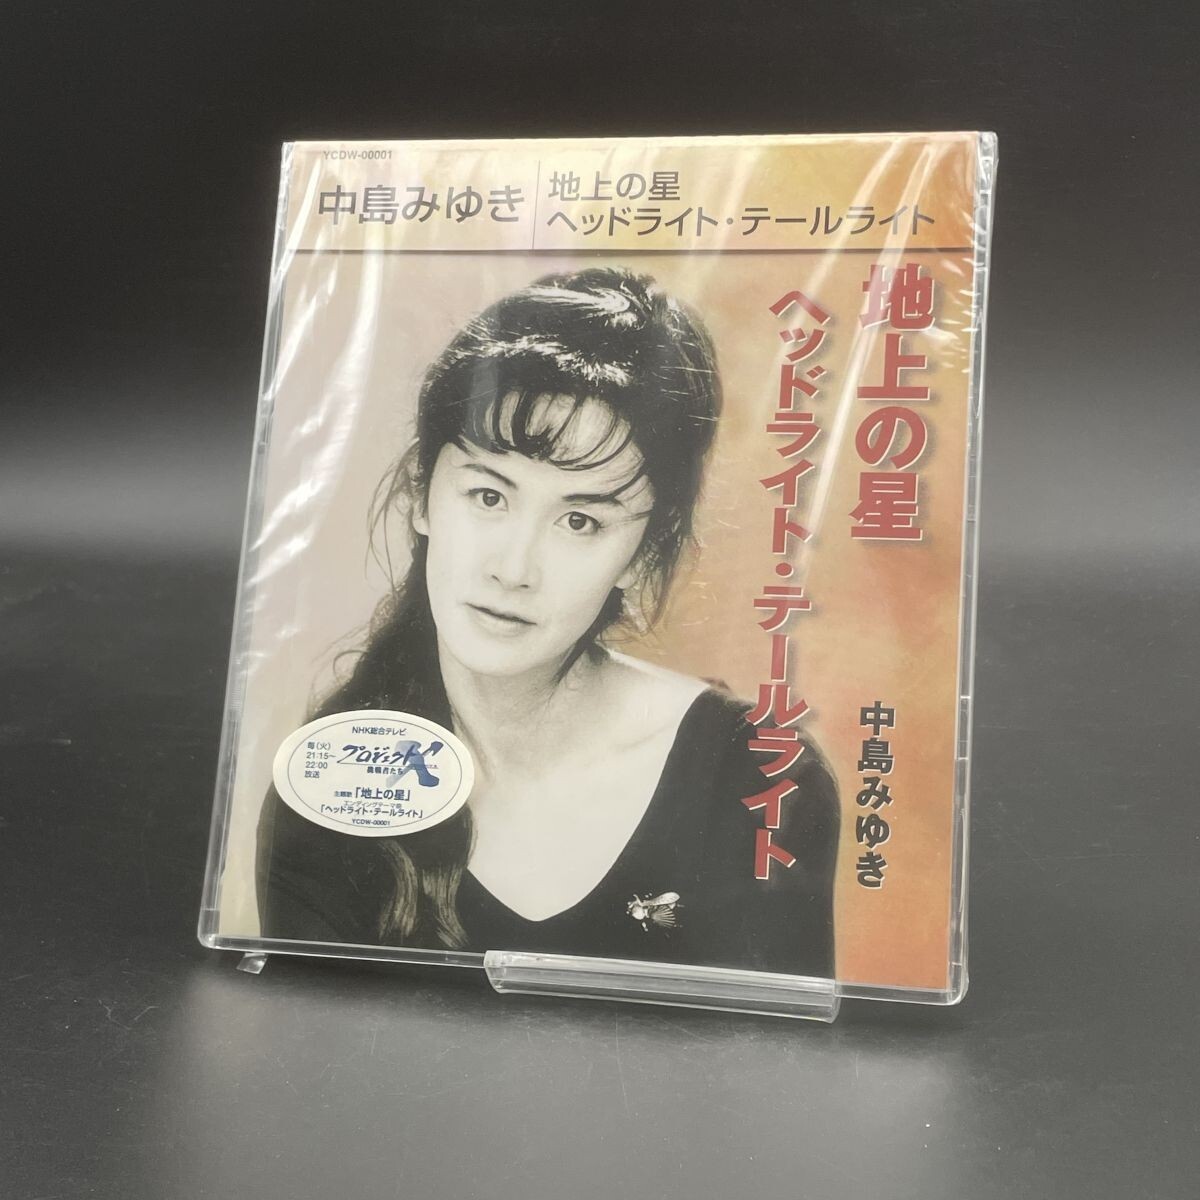 YCDW-00001
中島みゆき
地上の星
ヘッドライト・テールライト
地上の星
ヘッドライト・テールライト
中島みゆき
NHK総合テレビ
毎(火)
21:15〜
22:00
放送
プロジェクトX
挑戦者たち
主題歌「地上の星」
エンディングテーマ曲
「ヘッドライト・テールライト」
YCDW-00001